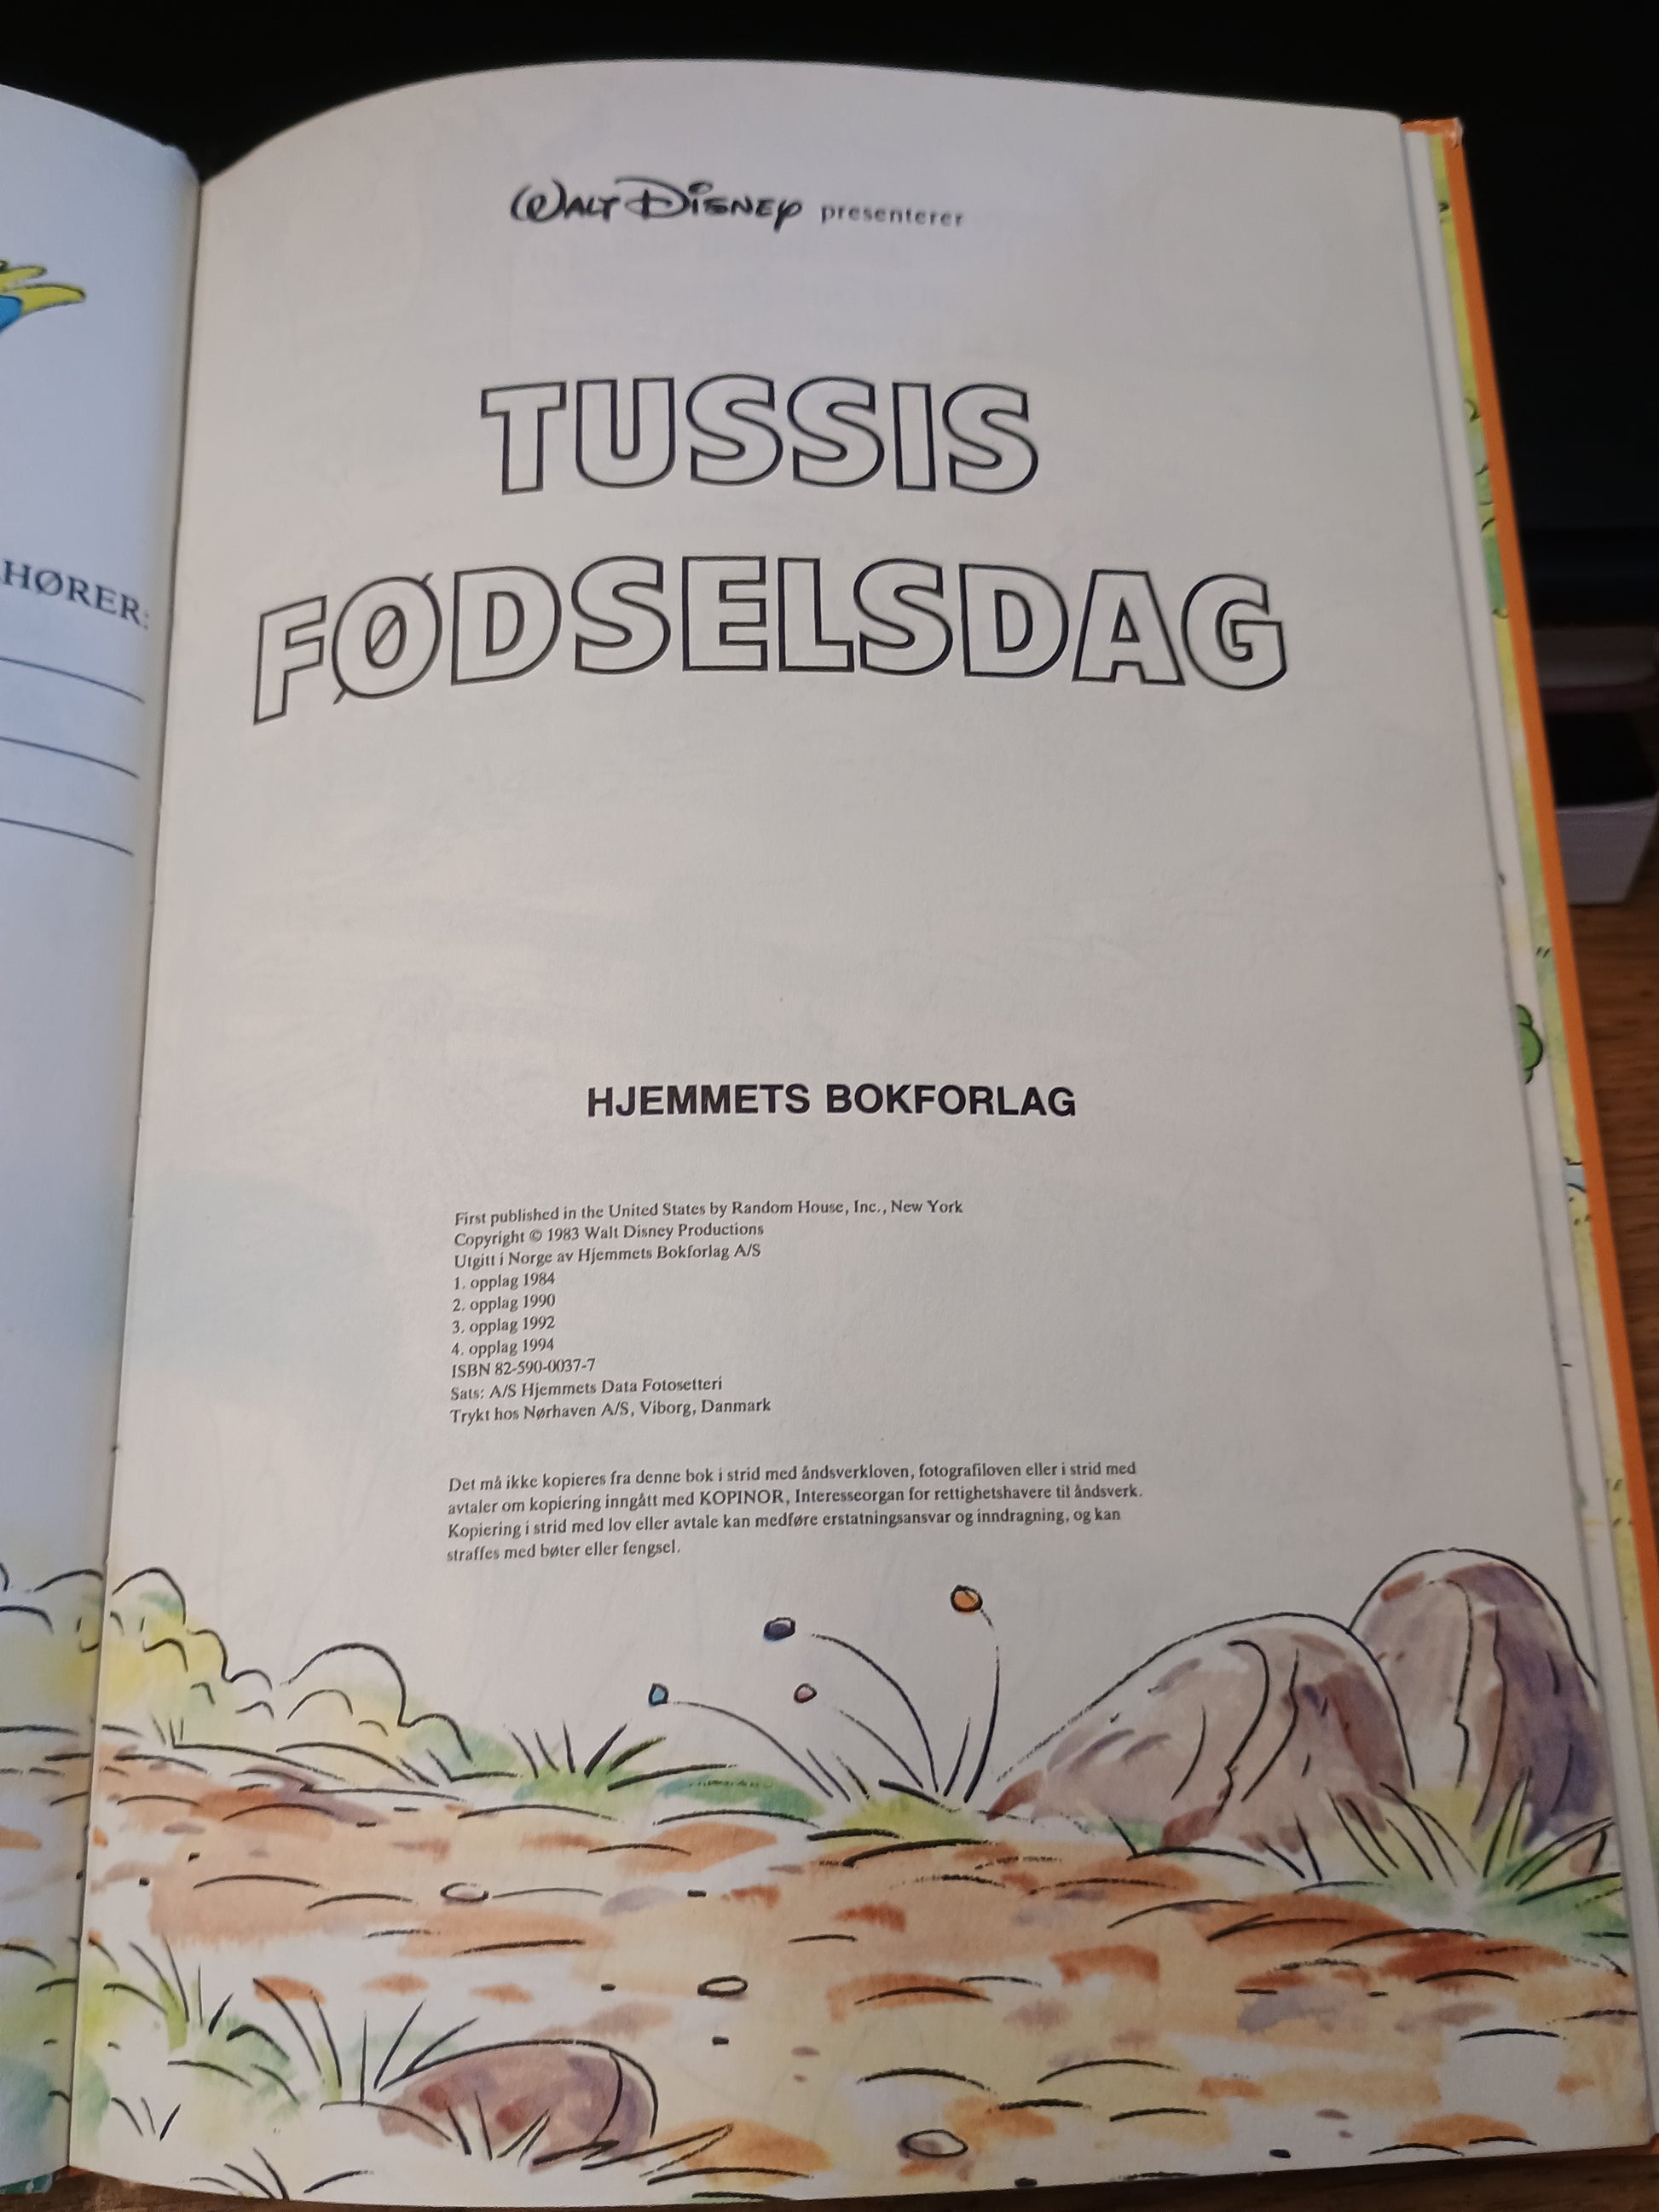 HØRER:
WALT DISNEY presenterer
TUSSIS
FØDSELSDAG
HJEMMETS BOKFORLAG
First published in the United States by Random House, Inc., New York
Copyright © 1983 Walt Disney Productions
Utgitt i Norge av Hjemmets Bokforlag A/S
1. opplag 1984
2. opplag 1990
3. opplag 1992
4. opplag 1994
ISBN 82-590-0037-7
Sats: A/S Hjemmets Data Fotosetteri
Trykt hos Nørhaven A/S, Viborg, Danmark
Det må ikke kopieres fra denne bok i strid med åndsverkloven, fotografiloven eller i strid med
avtaler om kopiering inngått med KOPINOR, Interesseorgan for rettighetshavere til åndsverk.
Kopiering i strid med lov eller avtale kan medføre erstatningsansvar og inndragning, og kan
straffes med bøter eller fengsel.